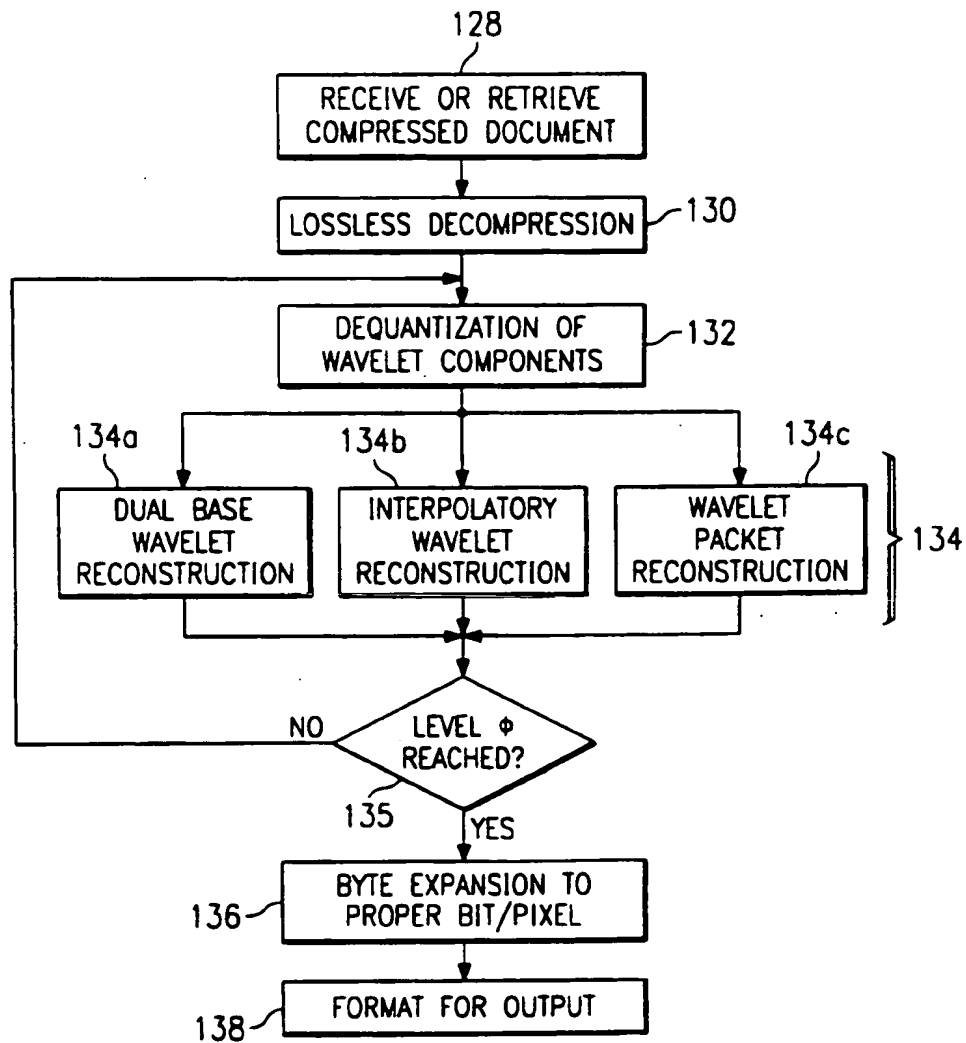 128
RECEIVE OR RETRIEVE
COMPRESSED DOCUMENT
LOSSLESS DECOMPRESSION
130
DEQUANTIZATION OF
WAVELET COMPONENTS
132
134a
134b
134c
DUAL BASE
WAVELET
RECONSTRUCTION
INTERPOLATORY
WAVELET
RECONSTRUCTION
WAVELET
PACKET
RECONSTRUCTION
134
NO
LEVEL Φ
REACHED?
135
YES
BYTE EXPANSION TO
PROPER BIT/PIXEL
136
FORMAT FOR OUTPUT
138